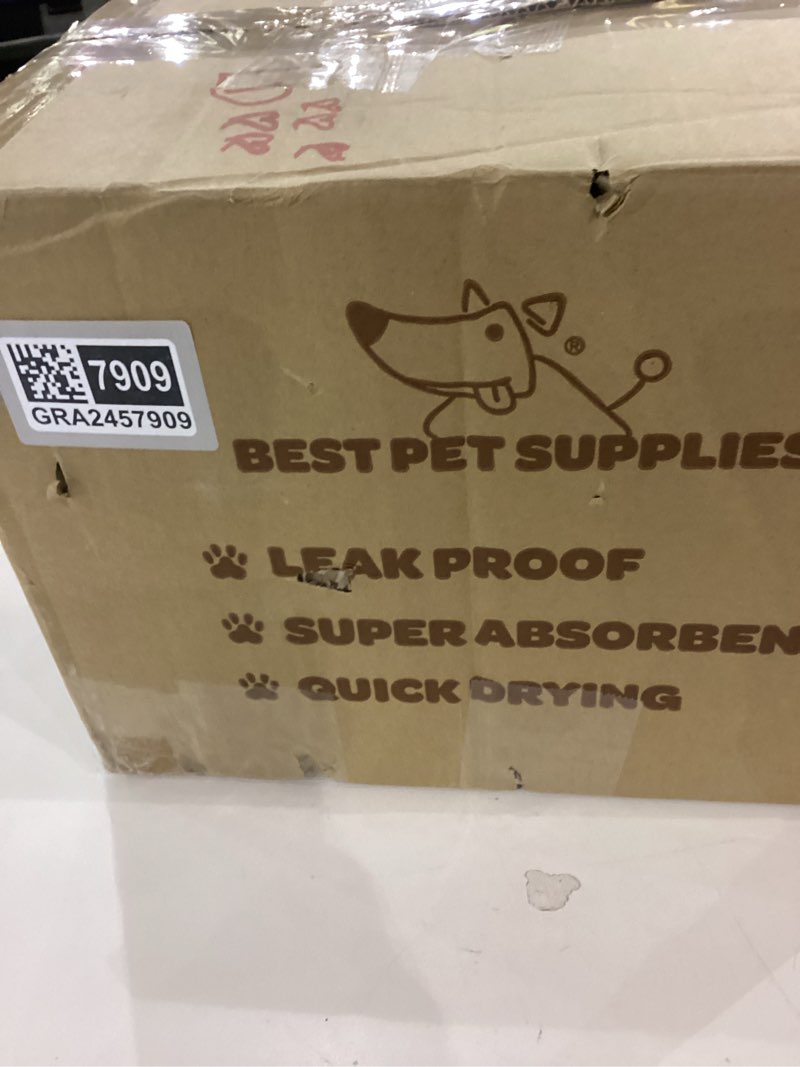 7909
GRA2457909
®
BEST PET SUPPLIES
LEAK PROOF
SUPER ABSORBEN
QUICK DRYING